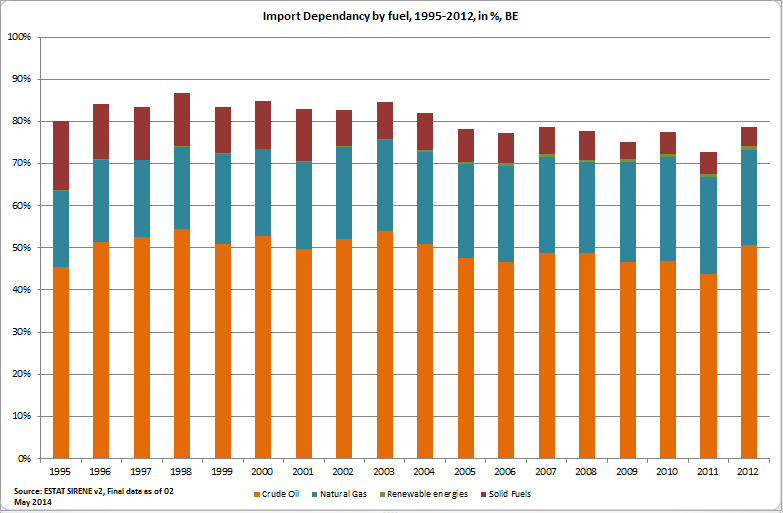 Import Dependancy by fuel, 1995-2012, in %, BE
100%
90%
80%
70%
60%
50%
40%
30%
20%
10%
0%
1995 1996 1997 1998 1999 2000 2001 2002 2003 2004 2005 2006 2007 2008 2009 2010 2011 2012
Source: ESTAT SIRENE v2, Final data as of 02
May 2014
Crude Oil Natural Gas Renewable energies Solid Fuels